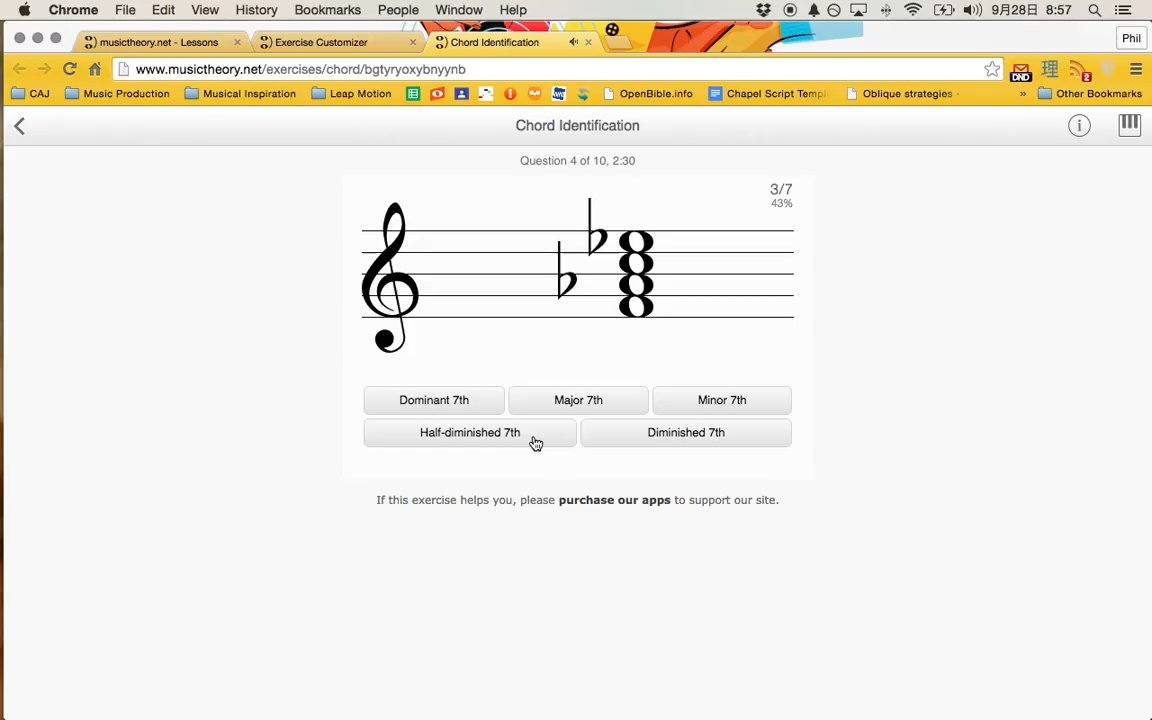 Chrome File Edit View History Bookmarks People Window Help 9月28日 8:57
musictheory.net - Lessons Exercise Customizer Chord Identification Phil
www.musictheory.net/exercises/chord/bgtyryoxybnyynb DND 2
CAJ Music Production Musical Inspiration Leap Motion OpenBible.info Chapel Script Templ Oblique strategies - » Other Bookmarks
Chord Identification
Question 4 of 10, 2:30
3/7
43%
Dominant 7th Major 7th Minor 7th
Half-diminished 7th Diminished 7th
If this exercise helps you, please purchase our apps to support our site.